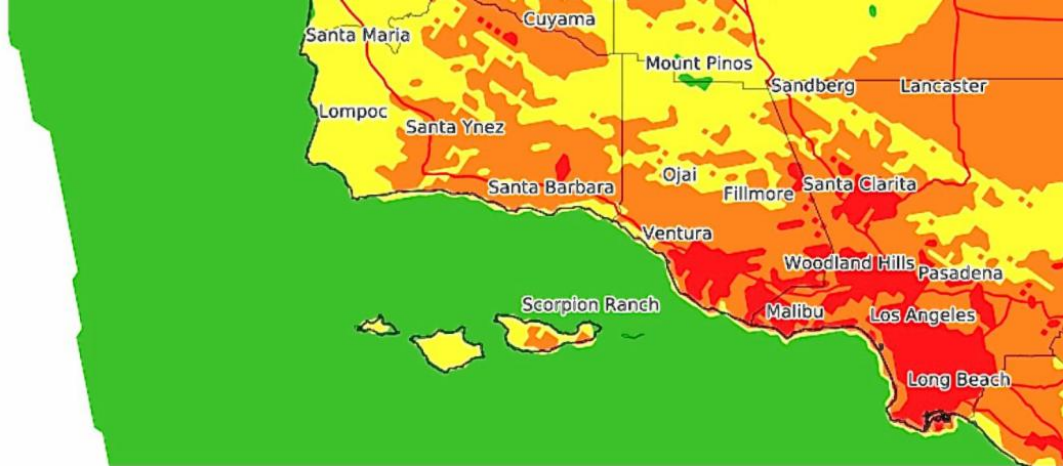 Cuyama
Santa Maria
Mount Pinos
Sandberg
Lancaster
Lompoc
Santa Ynez
Ojai
Santa Barbara
Fillmore
Santa Clarita
Ventura
Woodland Hills
Pasadena
Scorpion Ranch
Malibu
Los Angeles
Long Beach